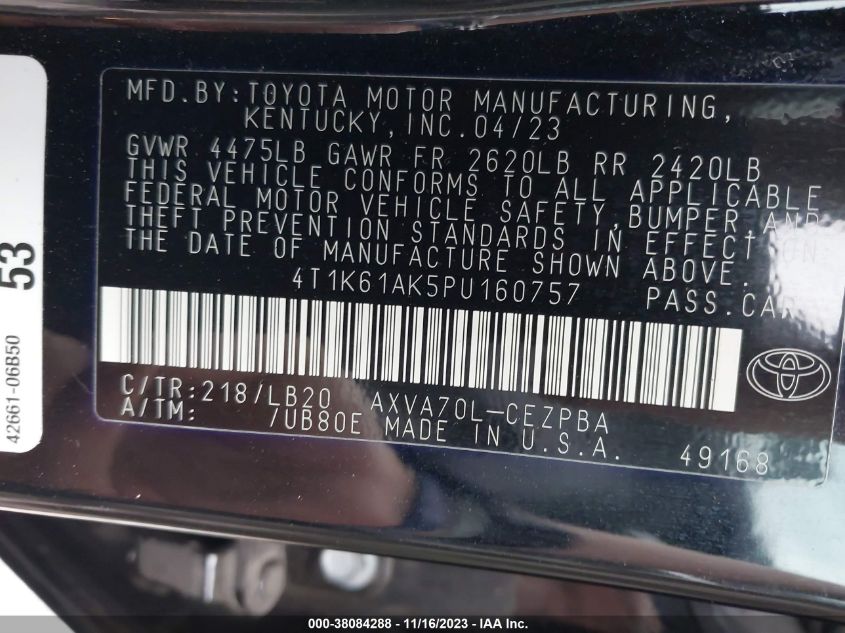 MFD.BY:TOYOTA MOTOR MANUFACTURING,
KENTUCKY,INC.04/23
GVWR 4475LB GAWR FR 2620LB RR 2420LB
THIS VEHICLE CONFORMS TO ALL APPLICABLE
FEDERAL MOTOR VEHICLE SAFETY,BUMPER,AND
THEFT PREVENTION STANDARDS IN EFFECT ON
THE DATE OF MANUFACTURE SHOWN ABOVE.
4T1K61AK5PU160757 PASS.CAR
C/TR:218/LB20 AXVA70L-CEZPBA
A/TM: /UB80E MADE IN U.S.A. 49168
53
42661-06B50
000-38084288 - 11/16/2023 - IAA Inc.